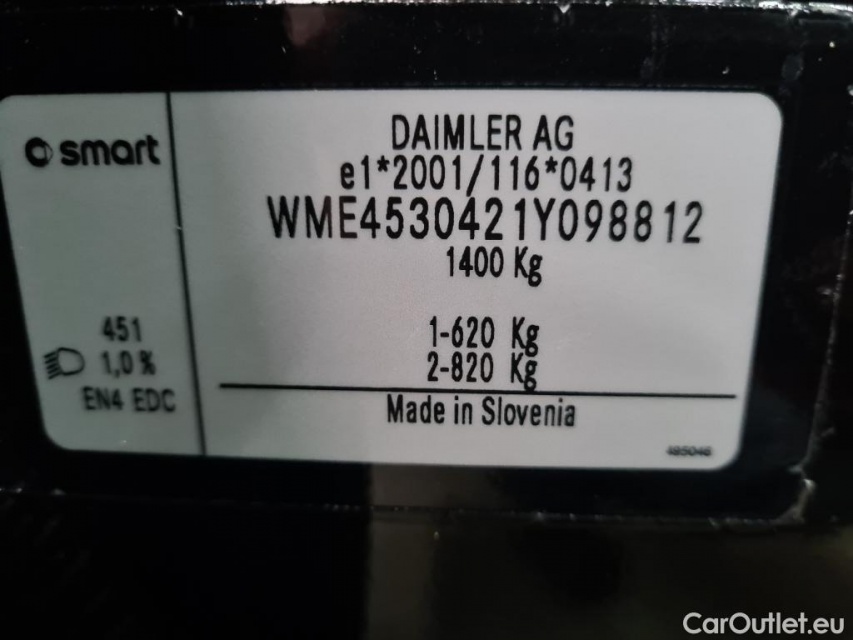 smart
DAIMLER AG
e1*2001/116*0413
WME4530421Y098812
1400 Kg
451
1,0 %
EN4 EDC
1-620 Kg
2-820 Kg
Made in Slovenia
CarOutlet.eu